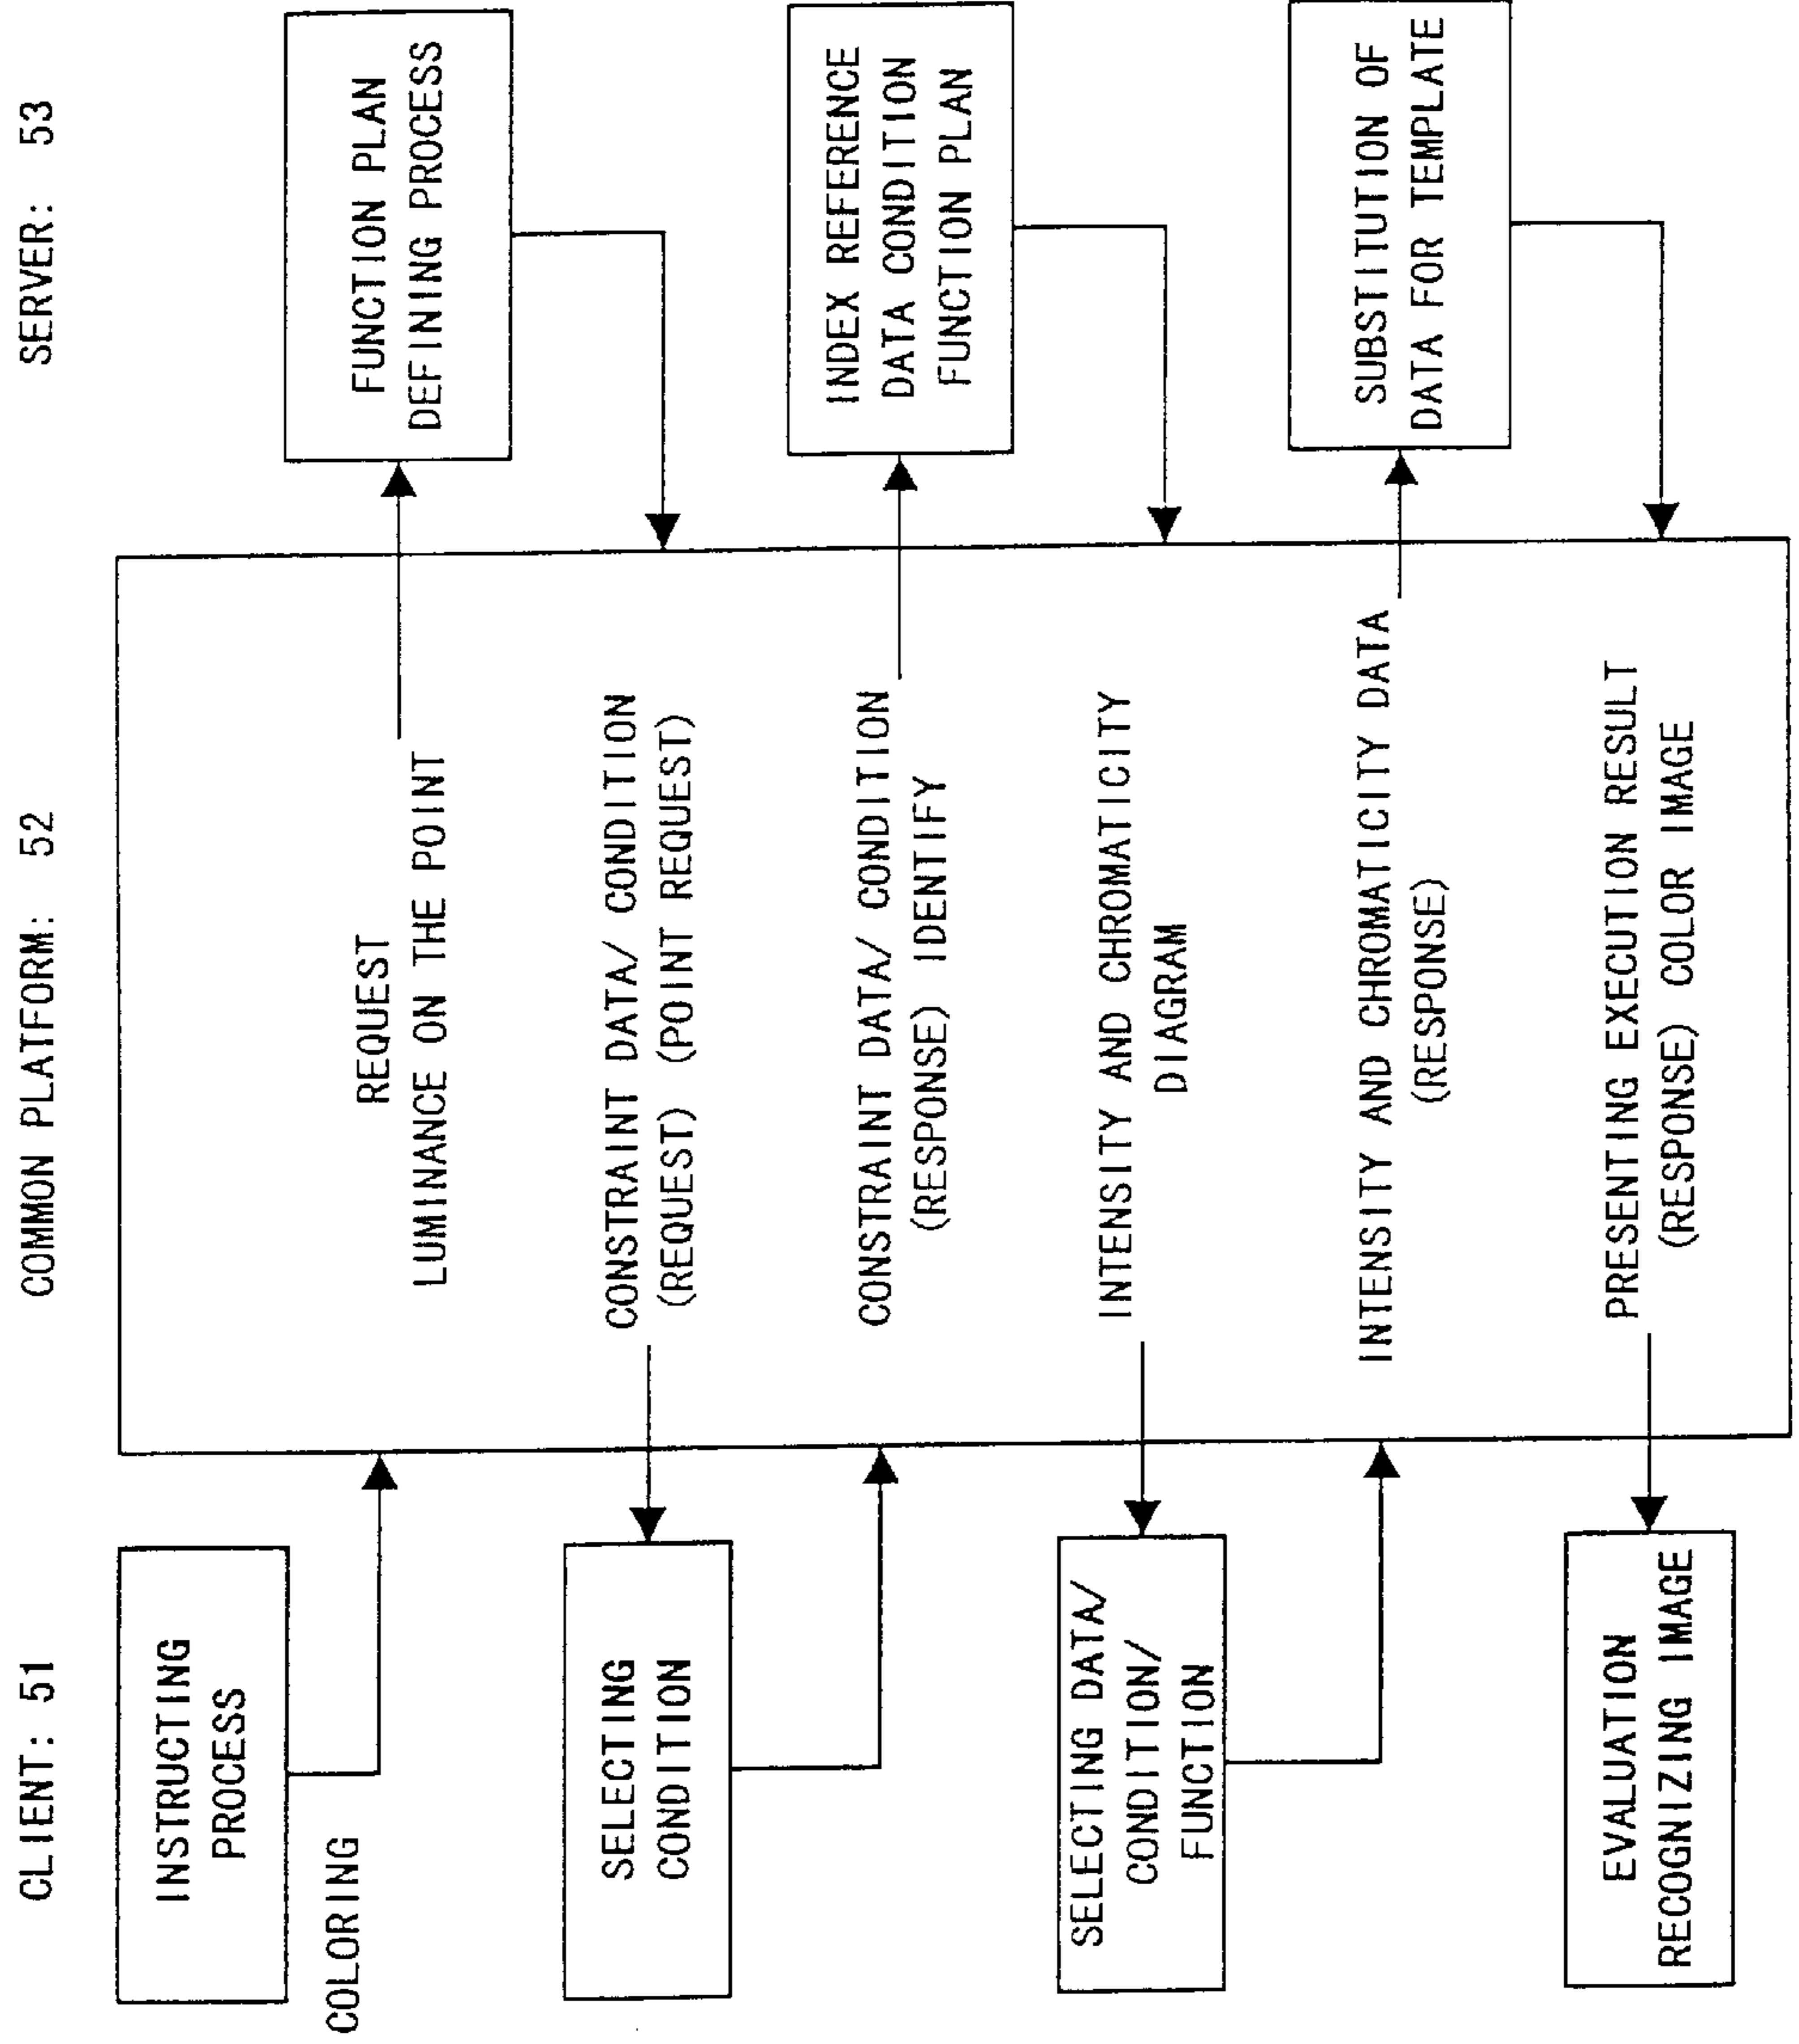 CLIENT: 51
COMMON PLATFORM: 52
SERVER: 53
INSTRUCTING
PROCESS
COLORING
REQUEST
LUMINANCE ON THE POINT
FUNCTION PLAN
DEFINING PROCESS
CONSTRAINT DATA/ CONDITION
(REQUEST) (POINT REQUEST)
SELECTING
CONDITION
CONSTRAINT DATA/ CONDITION
(RESPONSE) IDENTIFY
INDEX REFERENCE
DATA CONDITION
FUNCTION PLAN
INTENSITY AND CHROMATICITY
DIAGRAM
SELECTING DATA/
CONDITION/
FUNCTION
INTENSITY AND CHROMATICITY DATA
(RESPONSE)
SUBSTITUTION OF
DATA FOR TEMPLATE
PRESENTING EXECUTION RESULT
(RESPONSE) COLOR IMAGE
EVALUATION
RECOGNIZING IMAGE